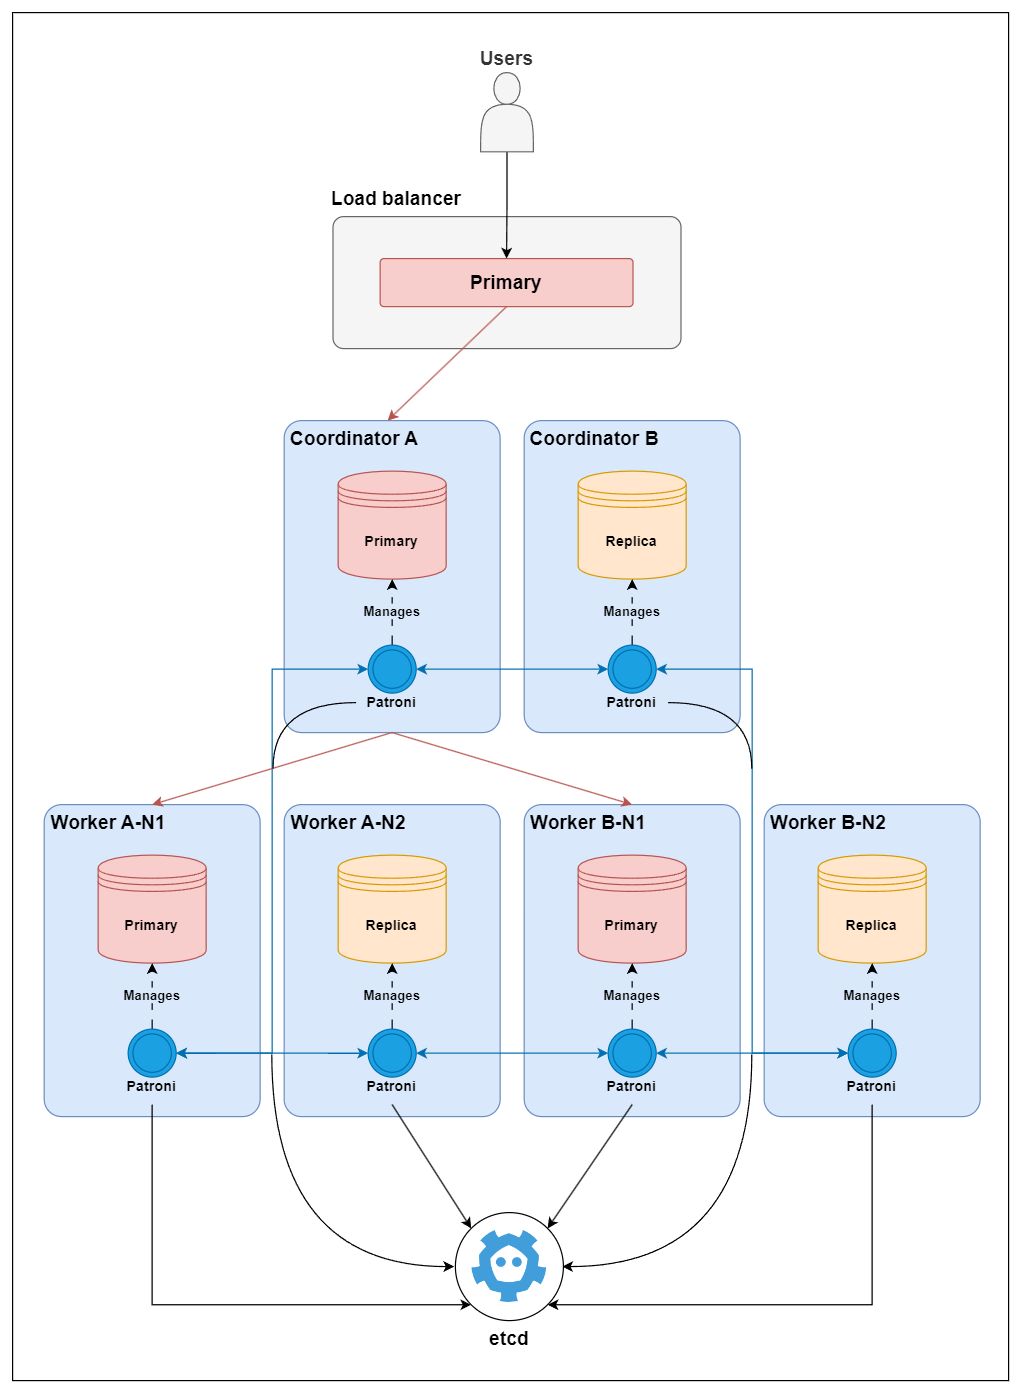 Users
Load balancer
Primary
Coordinator A
Coordinator B
Primary
Replica
Manages
Manages
Patroni
Patroni
Worker A-N1
Worker A-N2
Worker B-N1
Worker B-N2
Primary
Replica
Primary
Replica
Manages
Manages
Manages
Manages
Patroni
Patroni
Patroni
Patroni
etcd